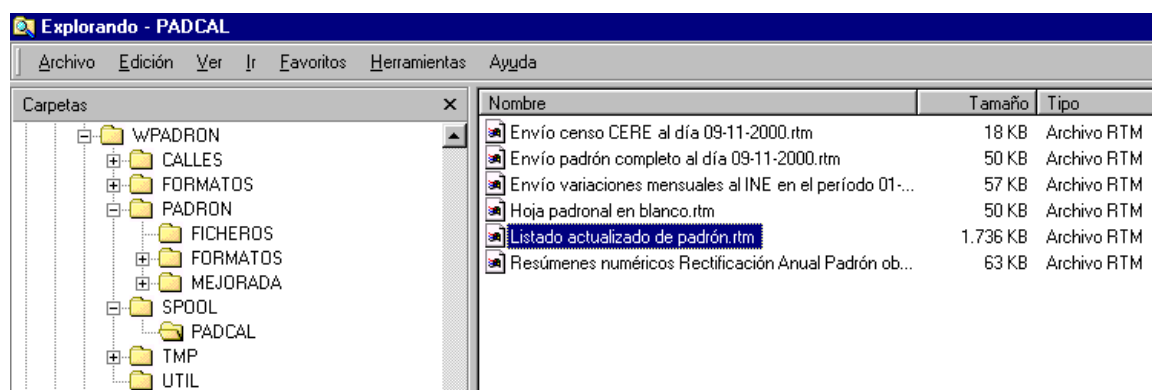 Explorando - PADCAL
Archivo Edición Ver Ir Favoritos Herramientas Ayuda
Carpetas x
WPADRON
CALLES
FORMATOS
PADRON
FICHEROS
FORMATOS
MEJORADA
SPOOL
PADCAL
TMP
UTIL
Nombre Tamaño Tipo
Envío censo CERE al día 09-11-2000.rtm 18 KB Archivo RTM
Envío padrón completo al día 09-11-2000.rtm 50 KB Archivo RTM
Envío variaciones mensuales al INE en el período 01-... 57 KB Archivo RTM
Hoja padronal en blanco.rtm 50 KB Archivo RTM
Listado actualizado de padrón.rtm 1.736 KB Archivo RTM
Resúmenes numéricos Rectificación Anual Padrón ob... 63 KB Archivo RTM